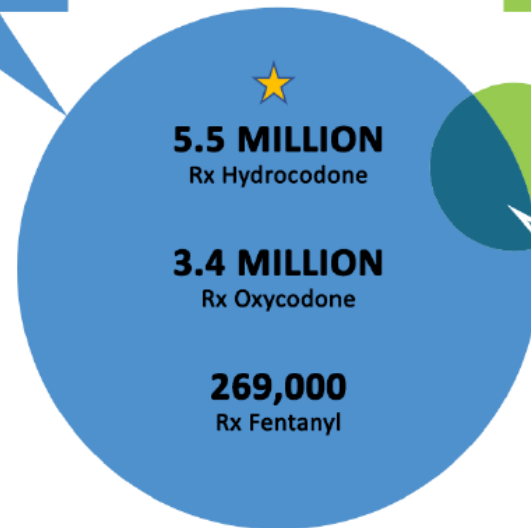 5.5 MILLION
Rx Hydrocodone
3.4 MILLION
Rx Oxycodone
269,000
Rx Fentanyl